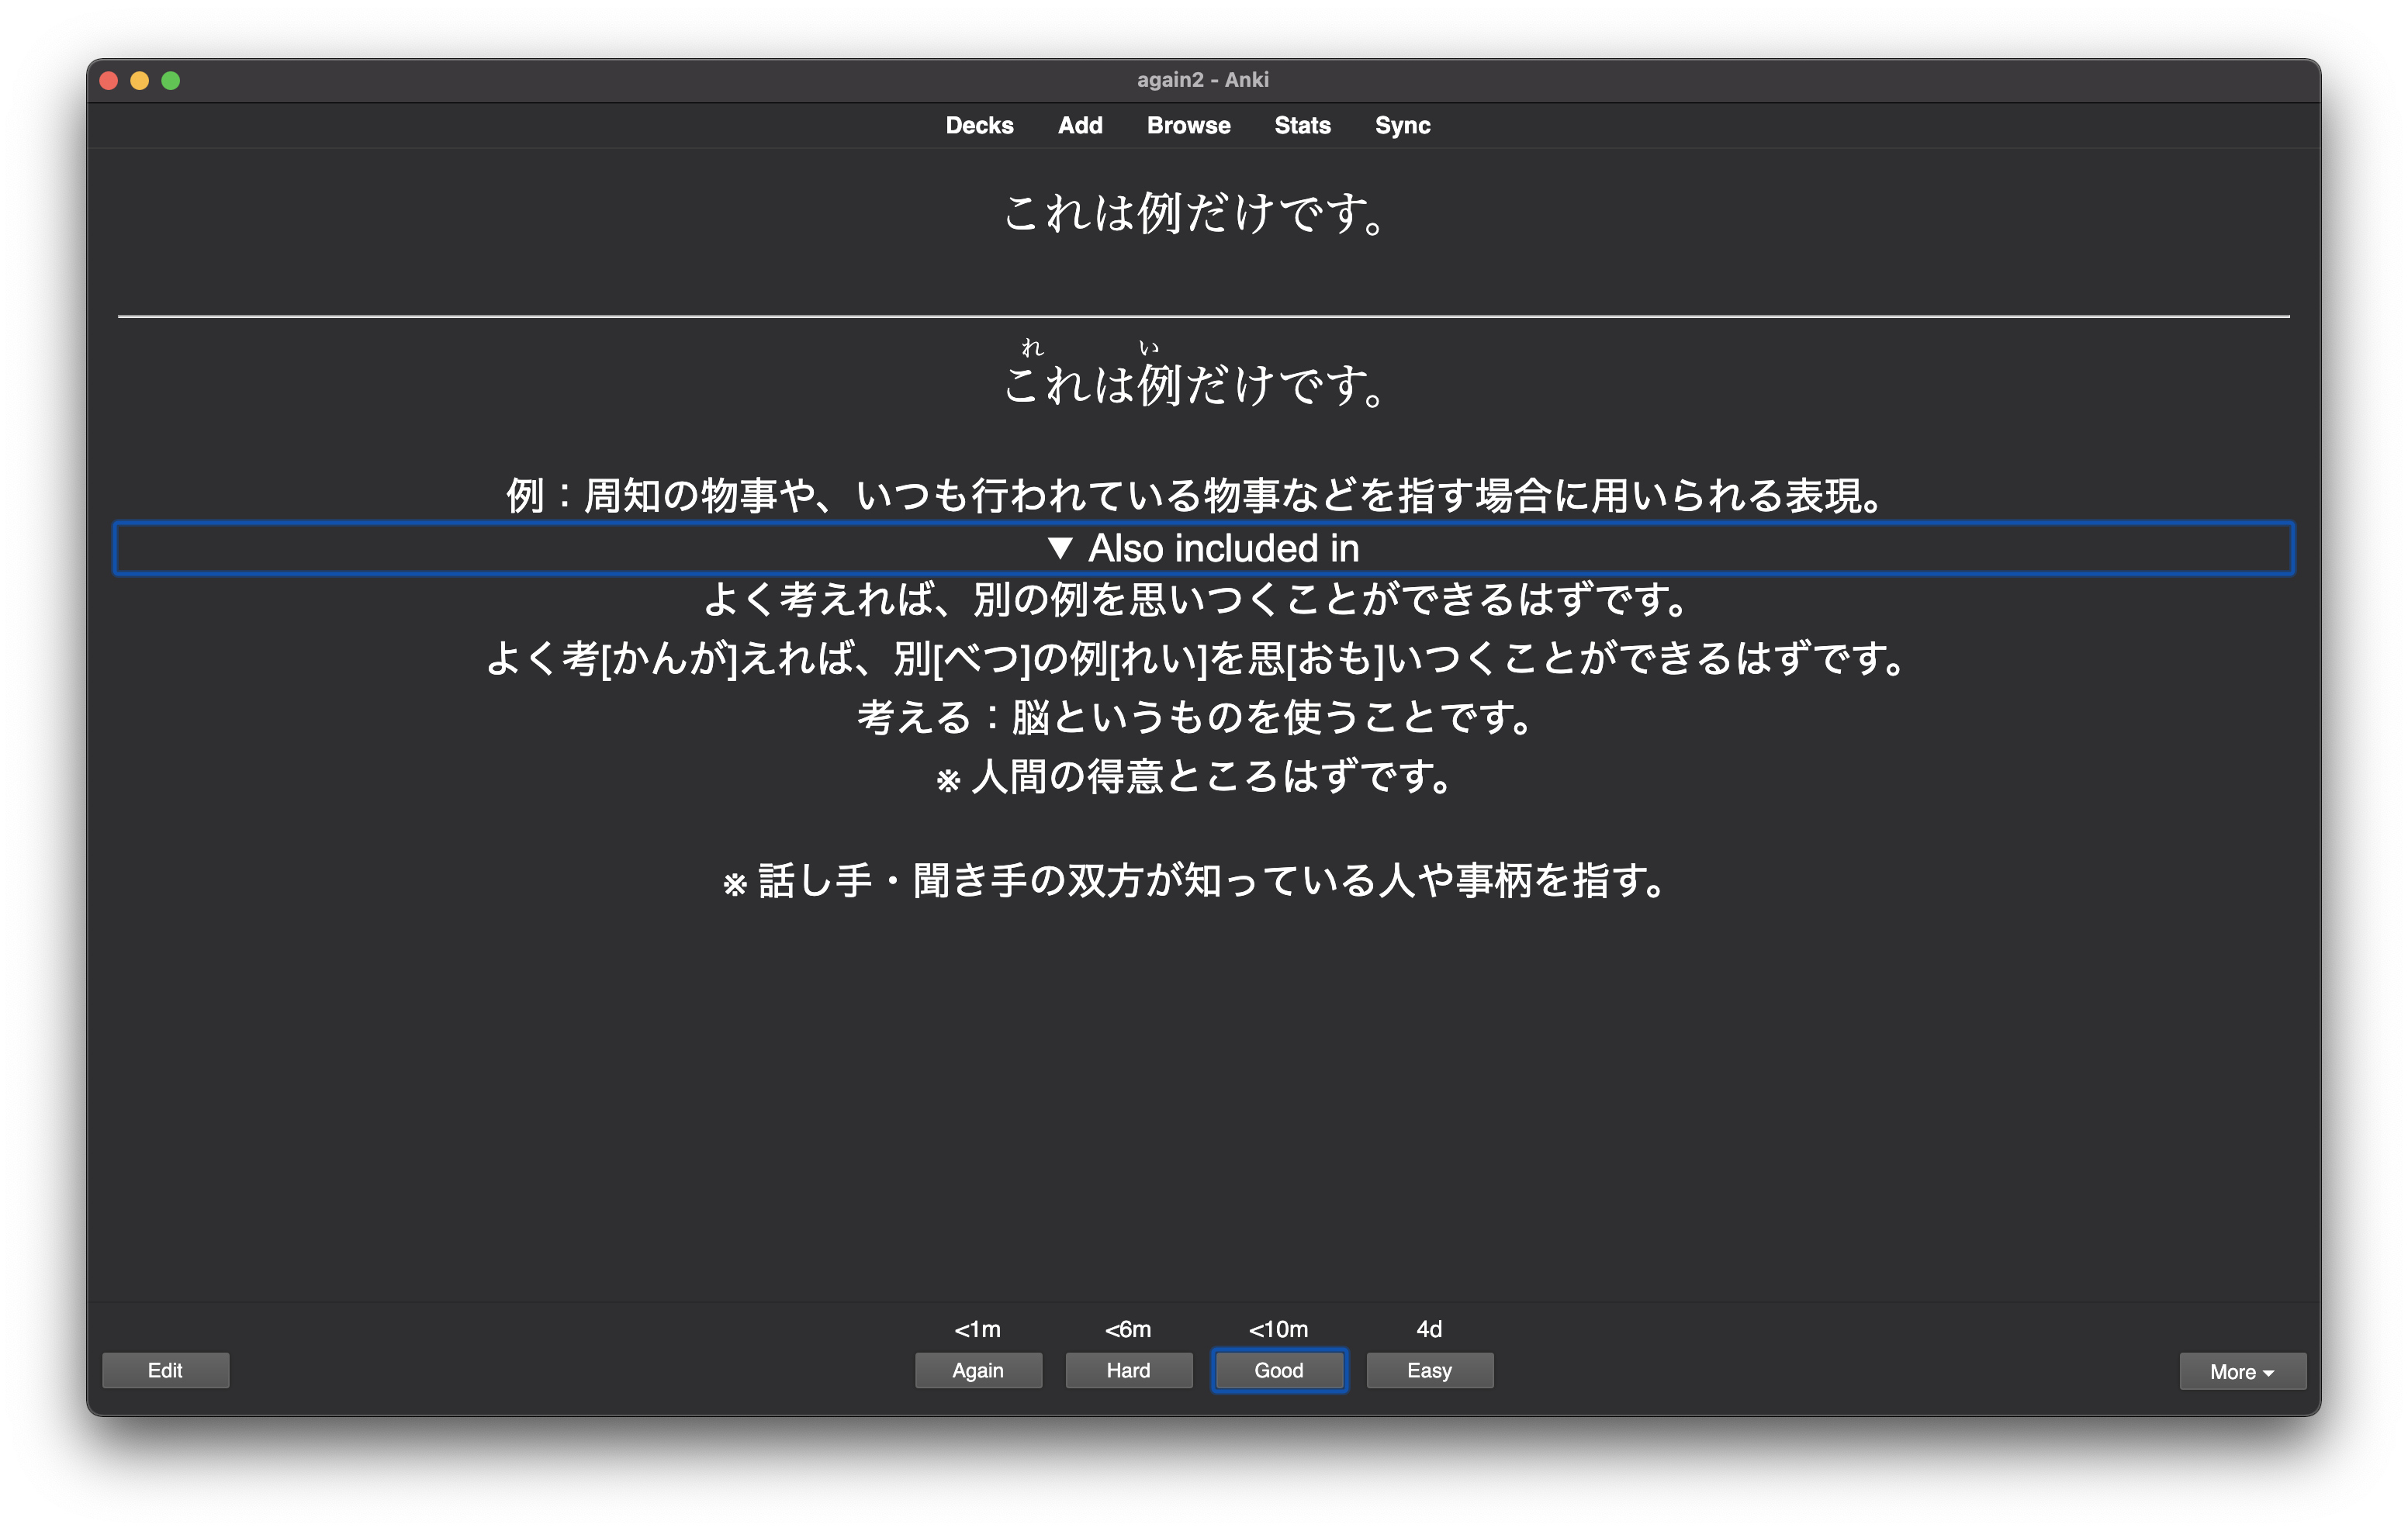 again2 - Anki
Decks Add Browse Stats Sync
これは例だけです。
れい
これは例だけです。
例：周知の物事や、いつも行われている物事などを指す場合に用いられる表現。
▼ Also included in
よく考えれば、別の例を思いつくことができるはずです。
よく考[かんが]えれば、別[べつ]の例[れい]を思[おも]いつくことができるはずです。
考える：脳というものを使うことです。
※ 人間の得意ところはずです。
※ 話し手・聞き手の双方が知っている人や事柄を指す。
<1m <6m <10m 4d
Edit Again Hard Good Easy More